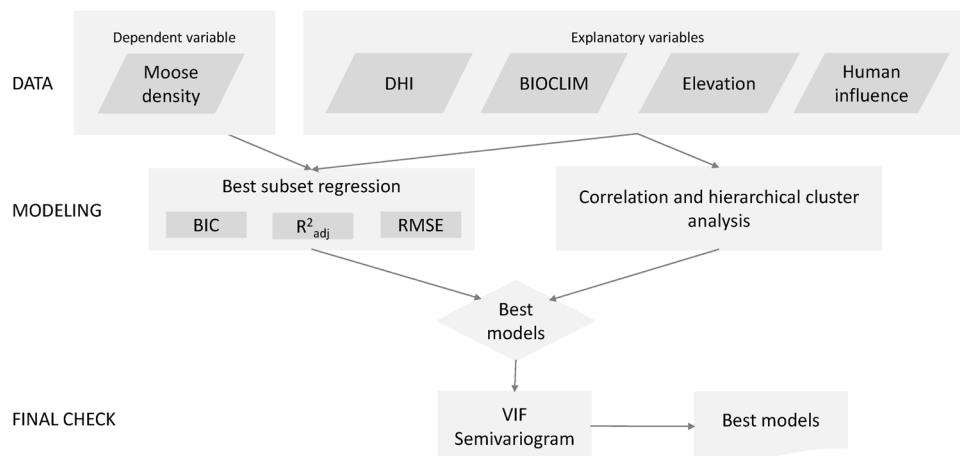 Dependent variable
Explanatory variables
DATA
Moose
density
DHI
BIOCLIM
Elevation
Human
influence
MODELING
Best subset regression
BIC
R²adj
RMSE
Correlation and hierarchical cluster
analysis
Best
models
FINAL CHECK
VIF
Semivariogram
Best models